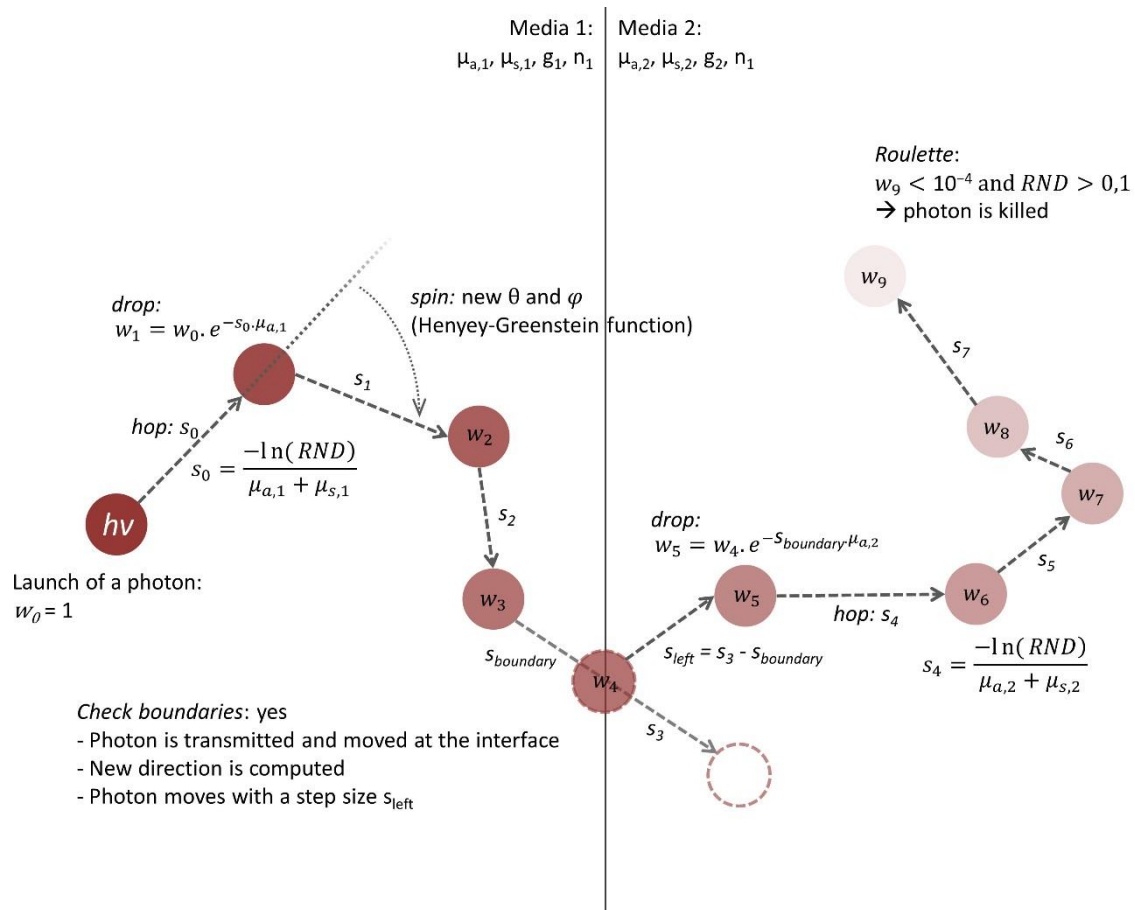 Media 1:
μa,1, μs,1, g1, n1
Media 2:
μa,2, μs,2, g2, n1
Roulette:
w9 < 10−4 and RND > 0,1
→ photon is killed
w9
drop:
w1 = w0. e−s0.μa,1
spin: new θ and φ
(Henyey-Greenstein function)
s7
s1
hop: s0
w2
w8
s6
s0 = −ln(RND) / μa,1 + μs,1
w7
hν
s2
drop:
w5 = w4. e−sboundary.μa,2
s5
Launch of a photon:
w0 = 1
w3
w5
w6
hop: s4
sboundary
sleft = s3 - sboundary
s4 = −ln(RND) / μa,2 + μs,2
w4
s3
Check boundaries: yes
- Photon is transmitted and moved at the interface
- New direction is computed
- Photon moves with a step size sleft